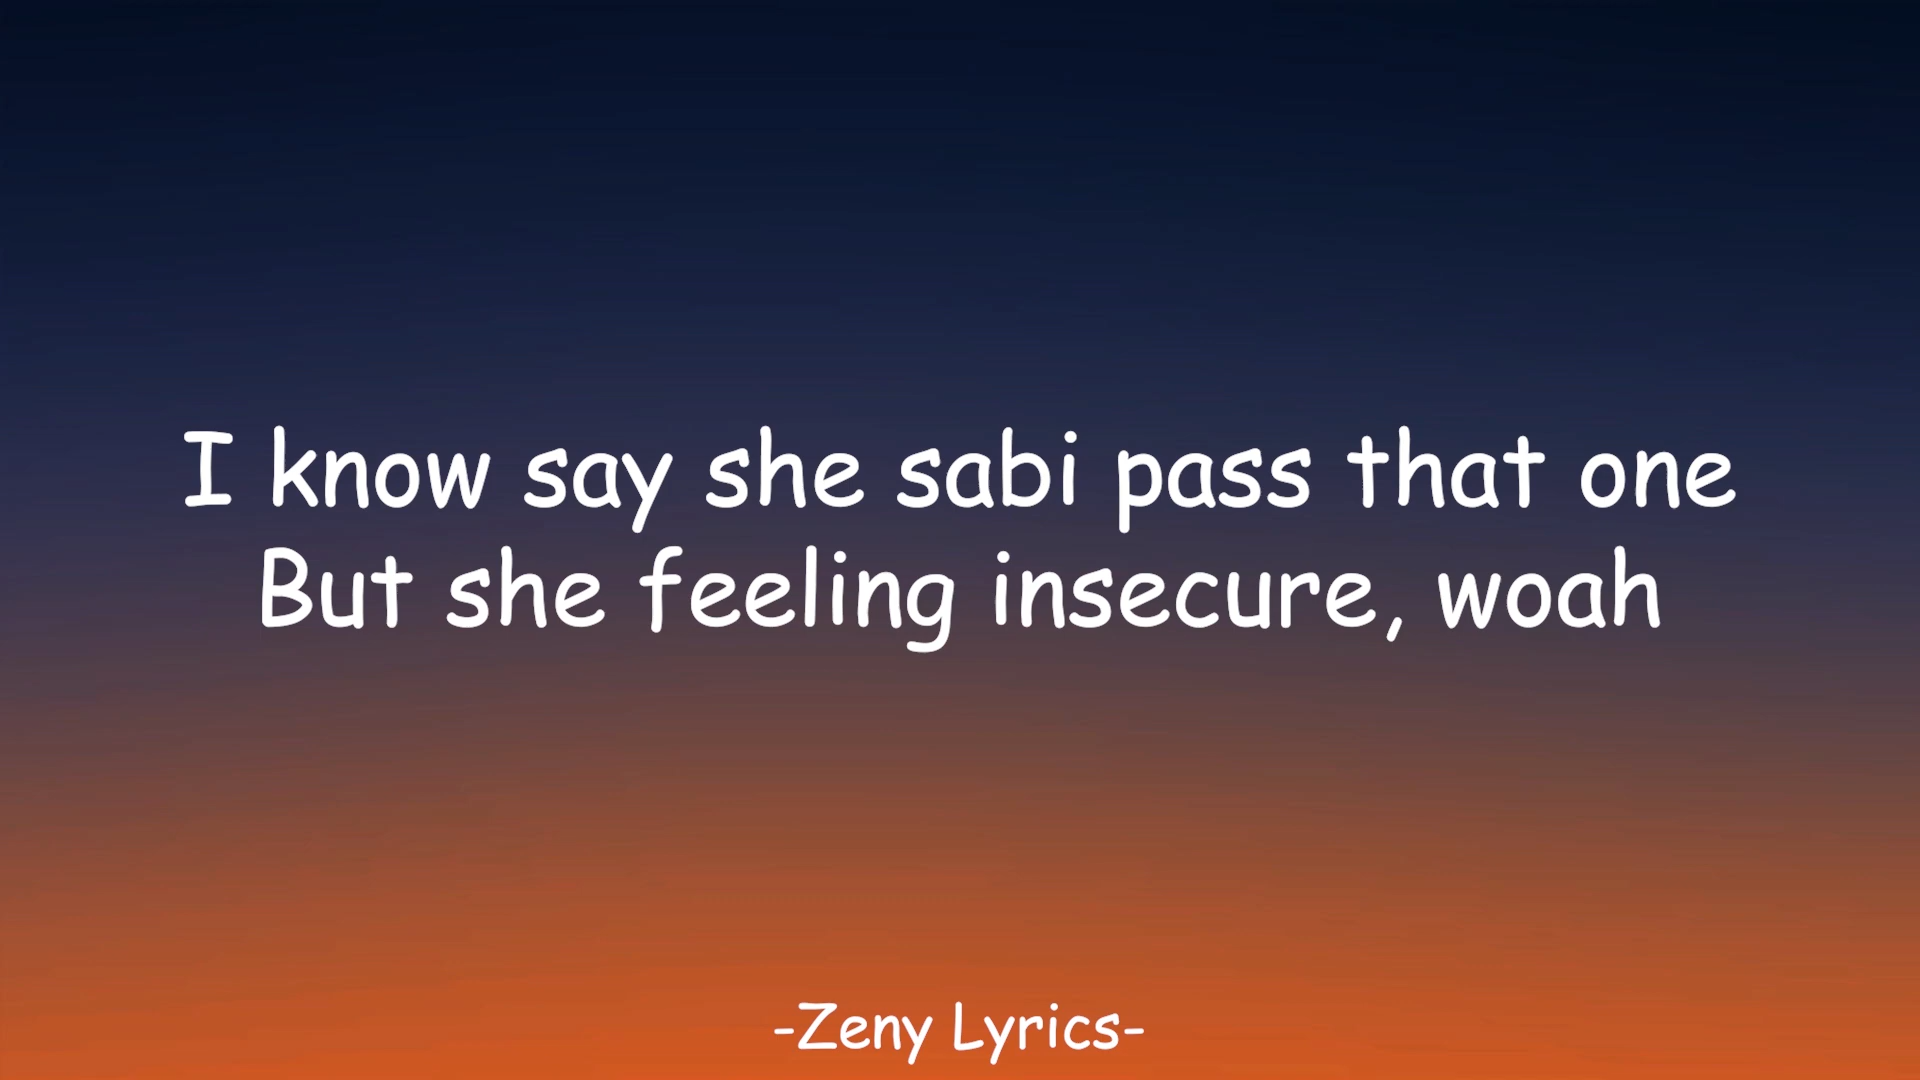 I know say she sabi pass that one
But she feeling insecure, woah
-Zeny Lyrics-